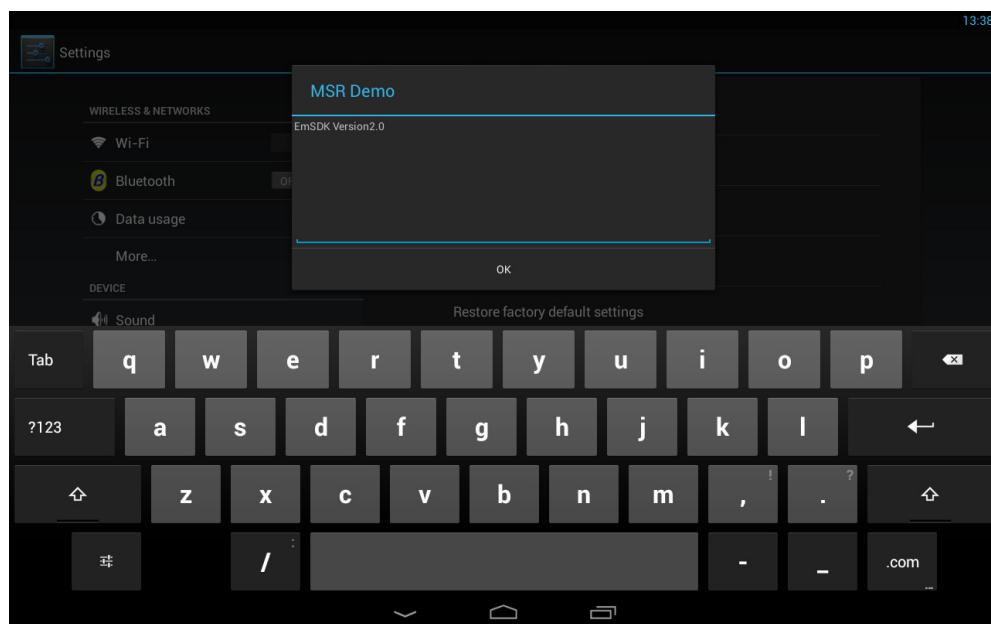 13:38
Settings
MSR Demo
WIRELESS & NETWORKS
EmSDK Version2.0
Wi-Fi
Bluetooth
Data usage
More...
OK
DEVICE
Sound
Restore factory default settings
Tab q w e r t y u i o p
?123 a s d f g h j k l
z x c v b n m , ! . ?
/ : - _ .com ...